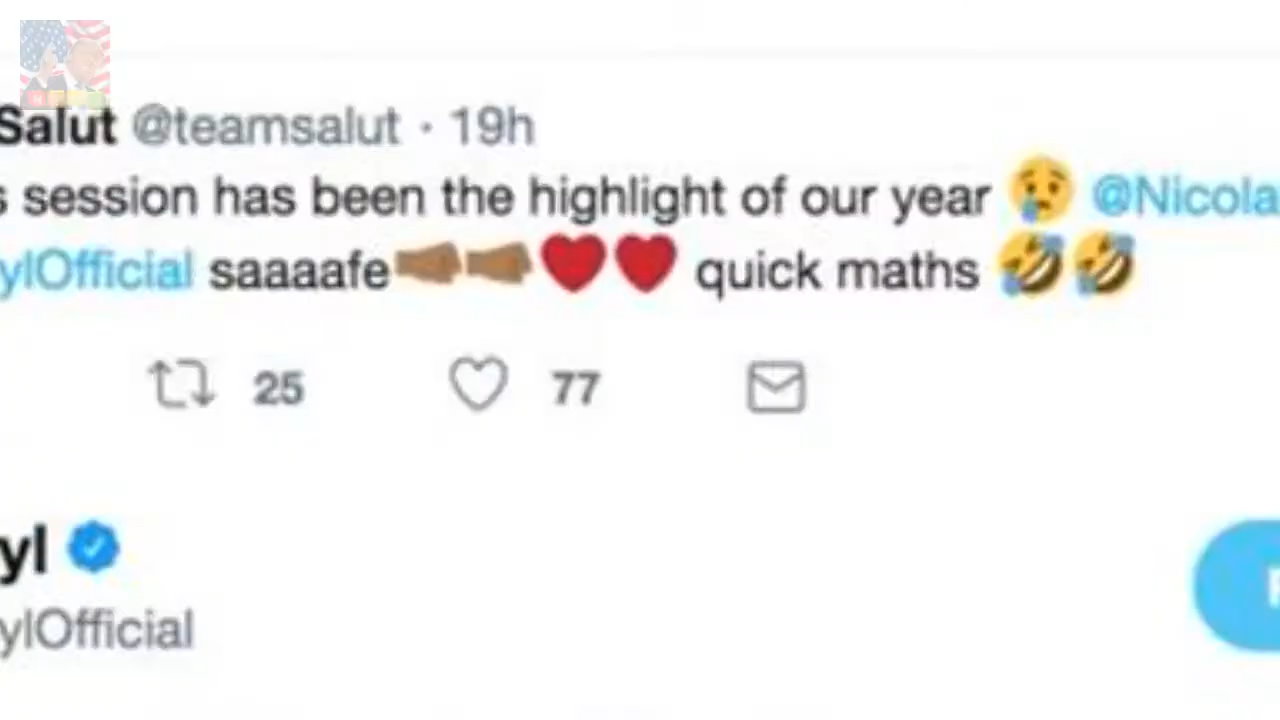 Salut @teamsalut · 19h
s session has been the highlight of our year 😢 @Nicola
ylOfficial saaaafe👊🏾👊🏾❤️❤️ quick maths 🤣🤣
25 77
yl
ylOfficial